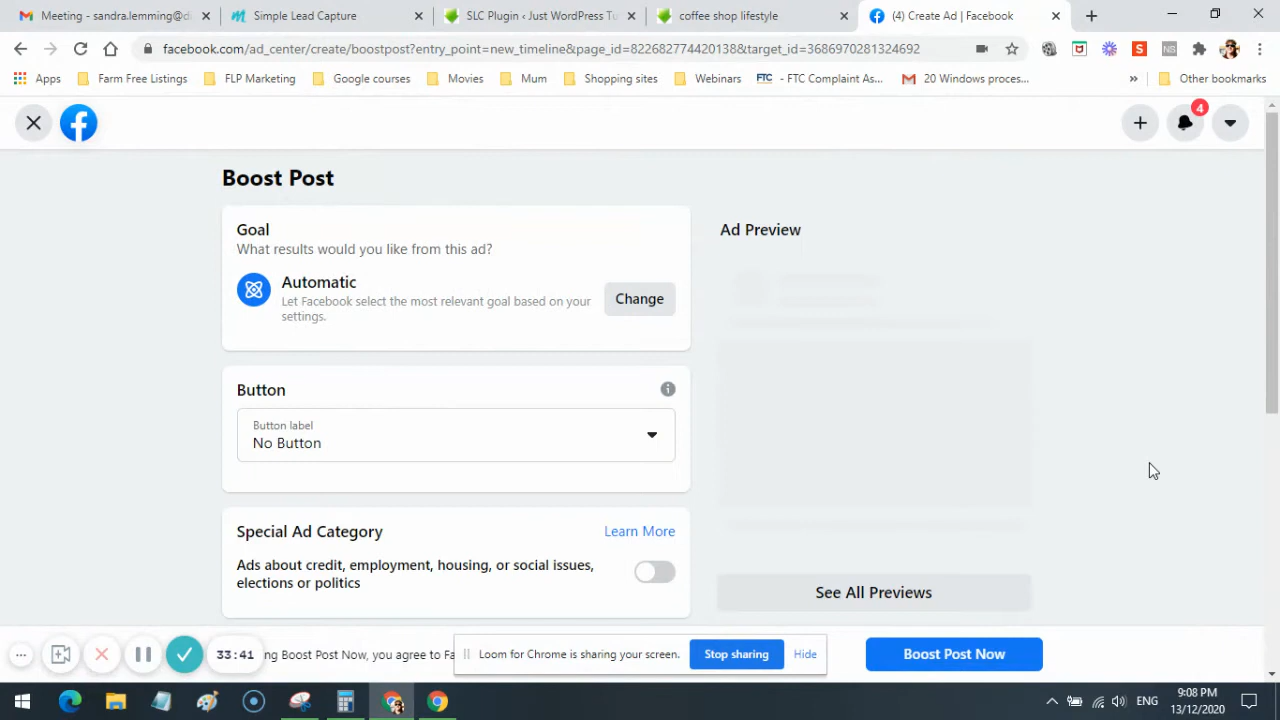 Meeting - sandra.lemming@d
Simple Lead Capture
SLC Plugin ‹ Just WordPress Tu
coffee shop lifestyle
(4) Create Ad | Facebook
facebook.com/ad_center/create/boostpost?entry_point=new_timeline&page_id=822682774420138&target_id=3686970281324692
Apps
Farm Free Listings
FLP Marketing
Google courses
Movies
Mum
Shopping sites
Webinars
FTC - FTC Complaint As...
20 Windows proces...
»
Other bookmarks
4
Boost Post
Goal
What results would you like from this ad?
Automatic
Let Facebook select the most relevant goal based on your
settings.
Change
Ad Preview
Button
Button label
No Button
Special Ad Category
Learn More
Ads about credit, employment, housing, or social issues,
elections or politics
See All Previews
33:41
ng Boost Post Now, you agree to Fa
Loom for Chrome is sharing your screen.
Stop sharing
Hide
Boost Post Now
ENG
9:08 PM
13/12/2020